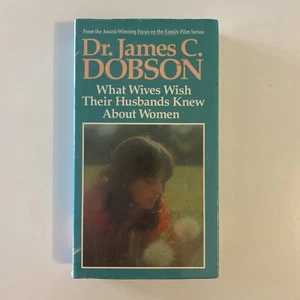 From the Award-Winning Focus on the Family Film Series
Dr. James C.
DOBSON
What Wives Wish
Their Husbands Knew
About Women